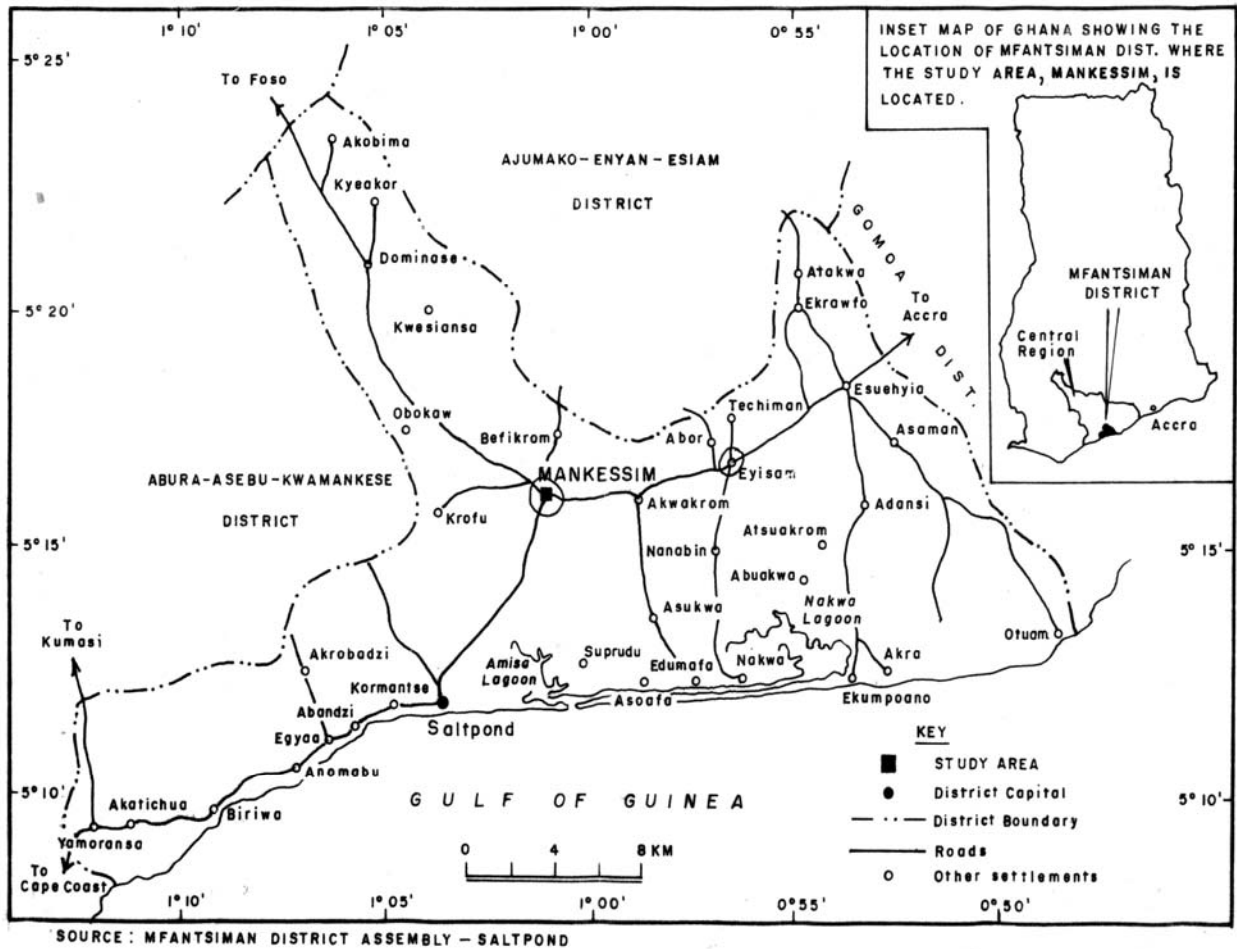 1° 10'
1° 05'
1° 00'
0° 55'
5° 25'
INSET MAP OF GHANA SHOWING THE
LOCATION OF MFANTSIMAN DIST. WHERE
THE STUDY AREA, MANKESSIM, IS
LOCATED.
To Foso
Akobima
Kyeakor
AJUMAKO-ENYAN-ESIAM
DISTRICT
GOMOA DIST.
Dominase
Atakwa
MFANTSIMAN
DISTRICT
To
Accra
Ekrawfo
5° 20'
Kwesiansa
Central
Region
Esuehyia
Techiman
Obokaw
Befikrom
Abor
Asaman
Accra
Eyisam
MANKESSIM
ABURA-ASEBU-KWAMANKESE
DISTRICT
Krofu
Akwakrom
Adansi
Atsuakrom
5° 15'
Nanabin
5° 15'
Abuakwa
Nakwa
Lagoon
Asukwa
To
Kumasi
Otuam
Akrobadzi
Amisa
Lagoon
Suprudu
Edumafa
Nakwa
Akra
Kormantse
Abandzi
Asoafa
Ekumpoano
Egyaa
Saltpond
KEY
STUDY AREA
Anomabu
District Capital
5° 10'
Akatichua
GULF OF GUINEA
5° 10'
Biriwa
District Boundary
Yamoransa
0 4 8 KM
Roads
To
Cape Coast
Other settlements
1° 10'
1° 05'
1° 00'
0° 55'
0° 50'
SOURCE: MFANTSIMAN DISTRICT ASSEMBLY - SALTPOND